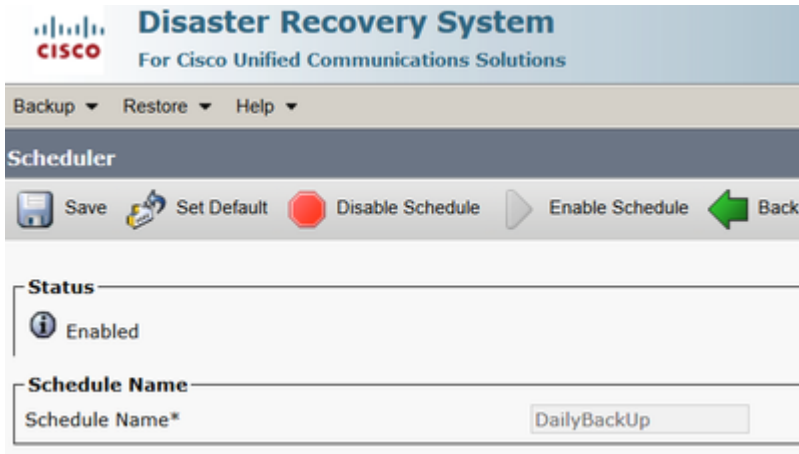 CISCO
Disaster Recovery System
For Cisco Unified Communications Solutions
Backup Restore Help
Scheduler
Save Set Default Disable Schedule Enable Schedule Back
Status
Enabled
Schedule Name
Schedule Name* DailyBackUp